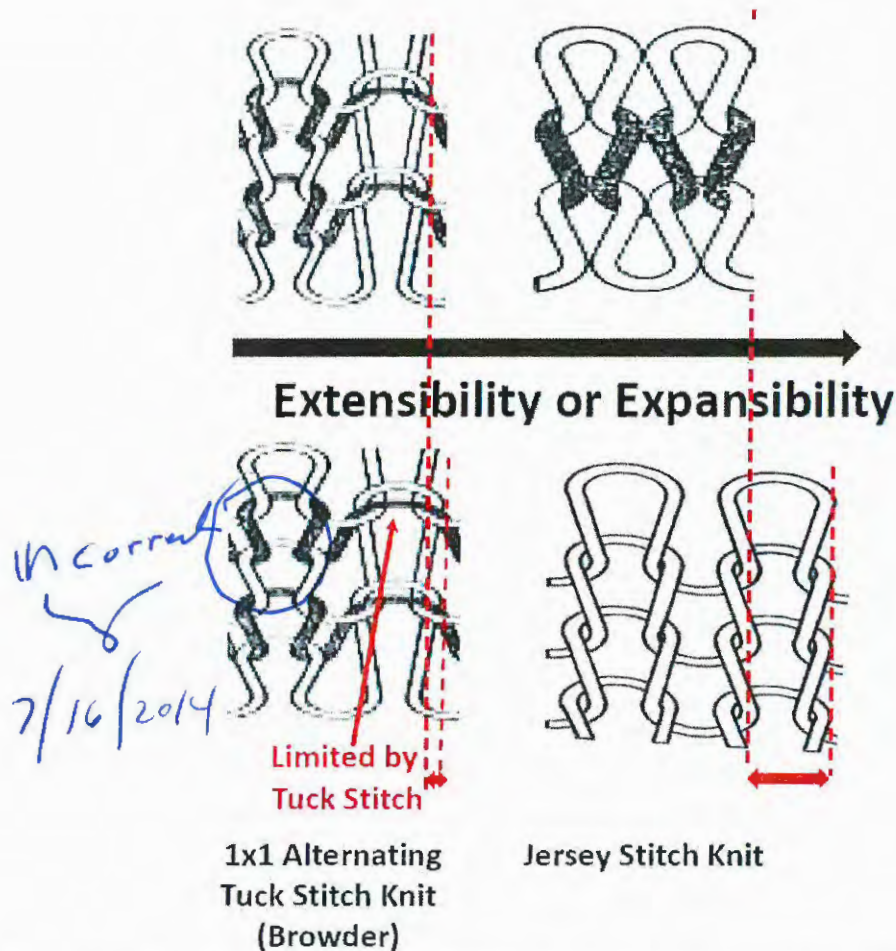 Extensibility or Expansibility
Incorrect
7/16/2014
Limited by
Tuck Stitch
1x1 Alternating
Tuck Stitch Knit
(Browder)
Jersey Stitch Knit